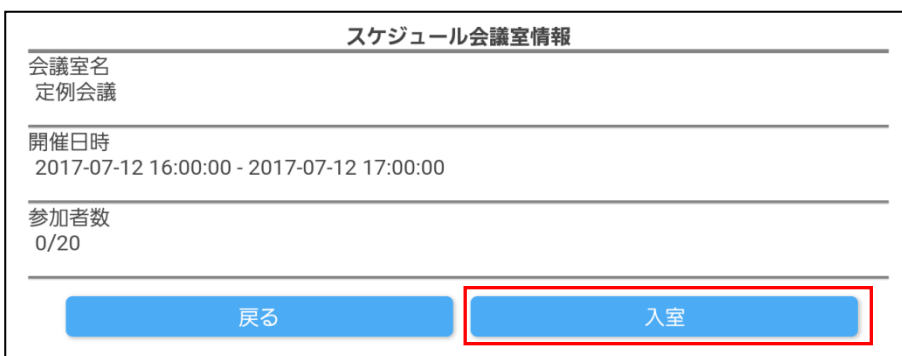 スケジュール会議室情報
会議室名
定例会議
開催日時
2017-07-12 16:00:00 - 2017-07-12 17:00:00
参加者数
0/20
戻る
入室